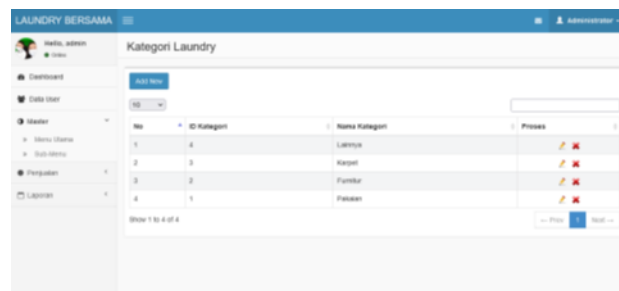 LAUNDRY BERSAMA
Administrator
Hello, admin
Online
Kategori Laundry
Dashboard
Data User
Master
Menu Utama
Sub Menu
Penjualan
Laporan
Add New
10
No ID Kategori Nama Kategori Proses
1 4 Lainnya
2 3 Karpet
3 2 Furnitur
4 1 Pakaian
Show 1 to 4 of 4
← Prev 1 Next →